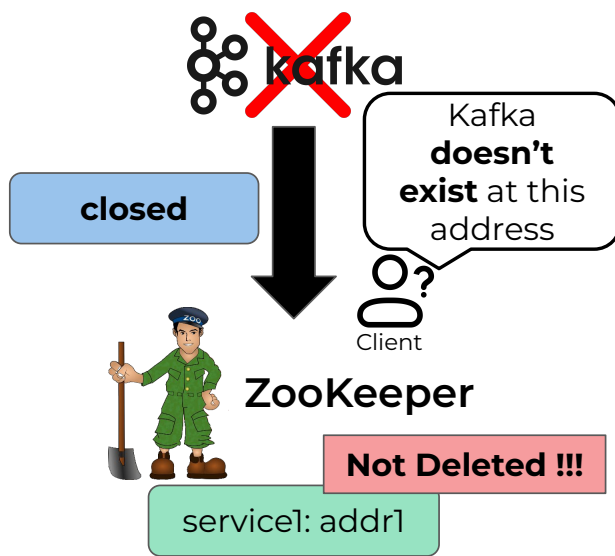 kafka
Kafka
doesn't
exist at this
address
closed
Client
ZOO
ZooKeeper
Not Deleted !!!
service1: addr1